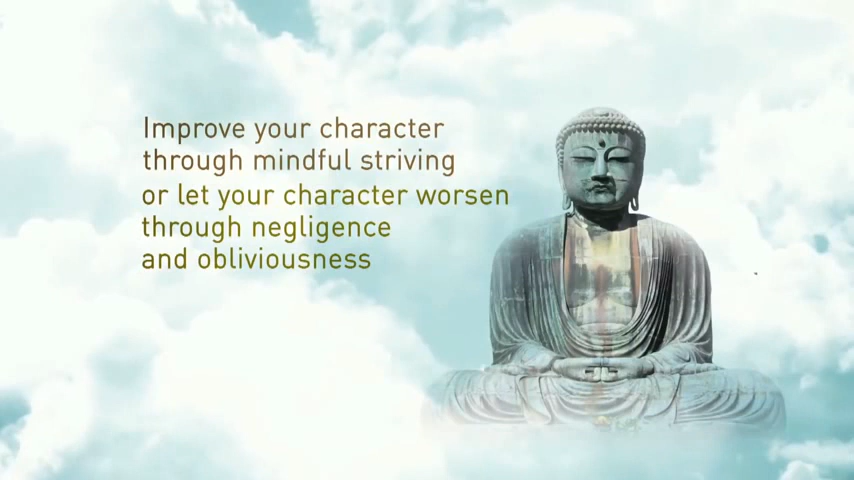 Improve your character
through mindful striving
or let your character worsen
through negligence
and obliviousness